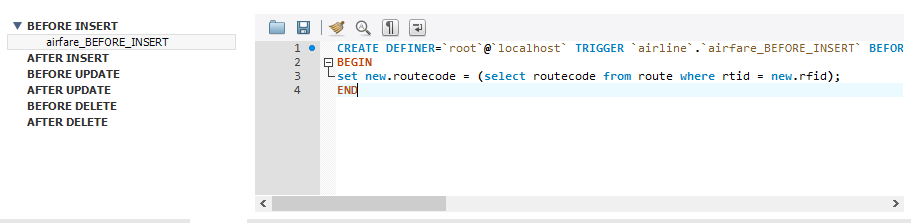 BEFORE INSERT
airfare_BEFORE_INSERT
AFTER INSERT
BEFORE UPDATE
AFTER UPDATE
BEFORE DELETE
AFTER DELETE
1 CREATE DEFINER=`root`@`localhost` TRIGGER `airline`.`airfare_BEFORE_INSERT` BEFOR
2 BEGIN
3 set new.routecode = (select routecode from route where rtid = new.rfid);
4 END